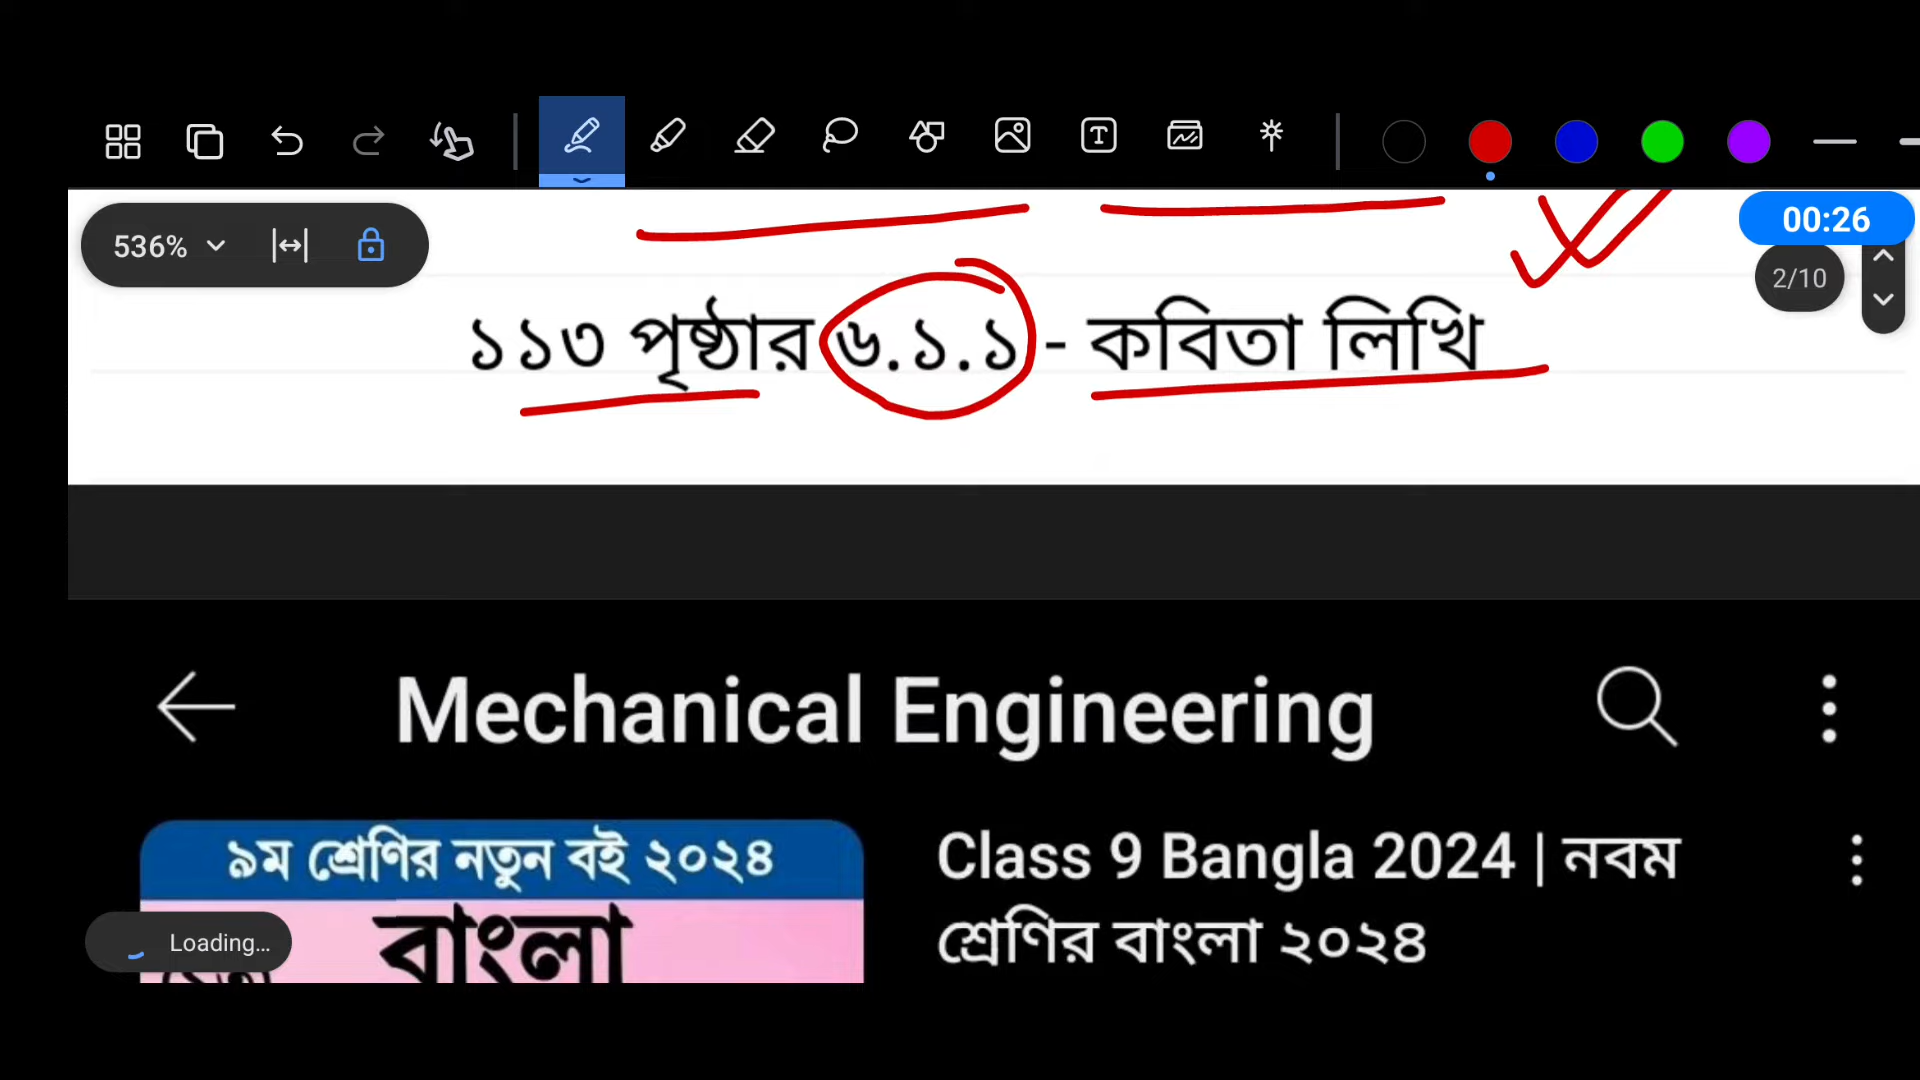 536%
00:26
2/10
১১৩ পৃষ্ঠার ৬.১.১ - কবিতা লিখি
Mechanical Engineering
৯ম শ্রেণির নতুন বই ২০২৪
বাংলা
Loading...
Class 9 Bangla 2024 | নবম
শ্রেণির বাংলা ২০২৪